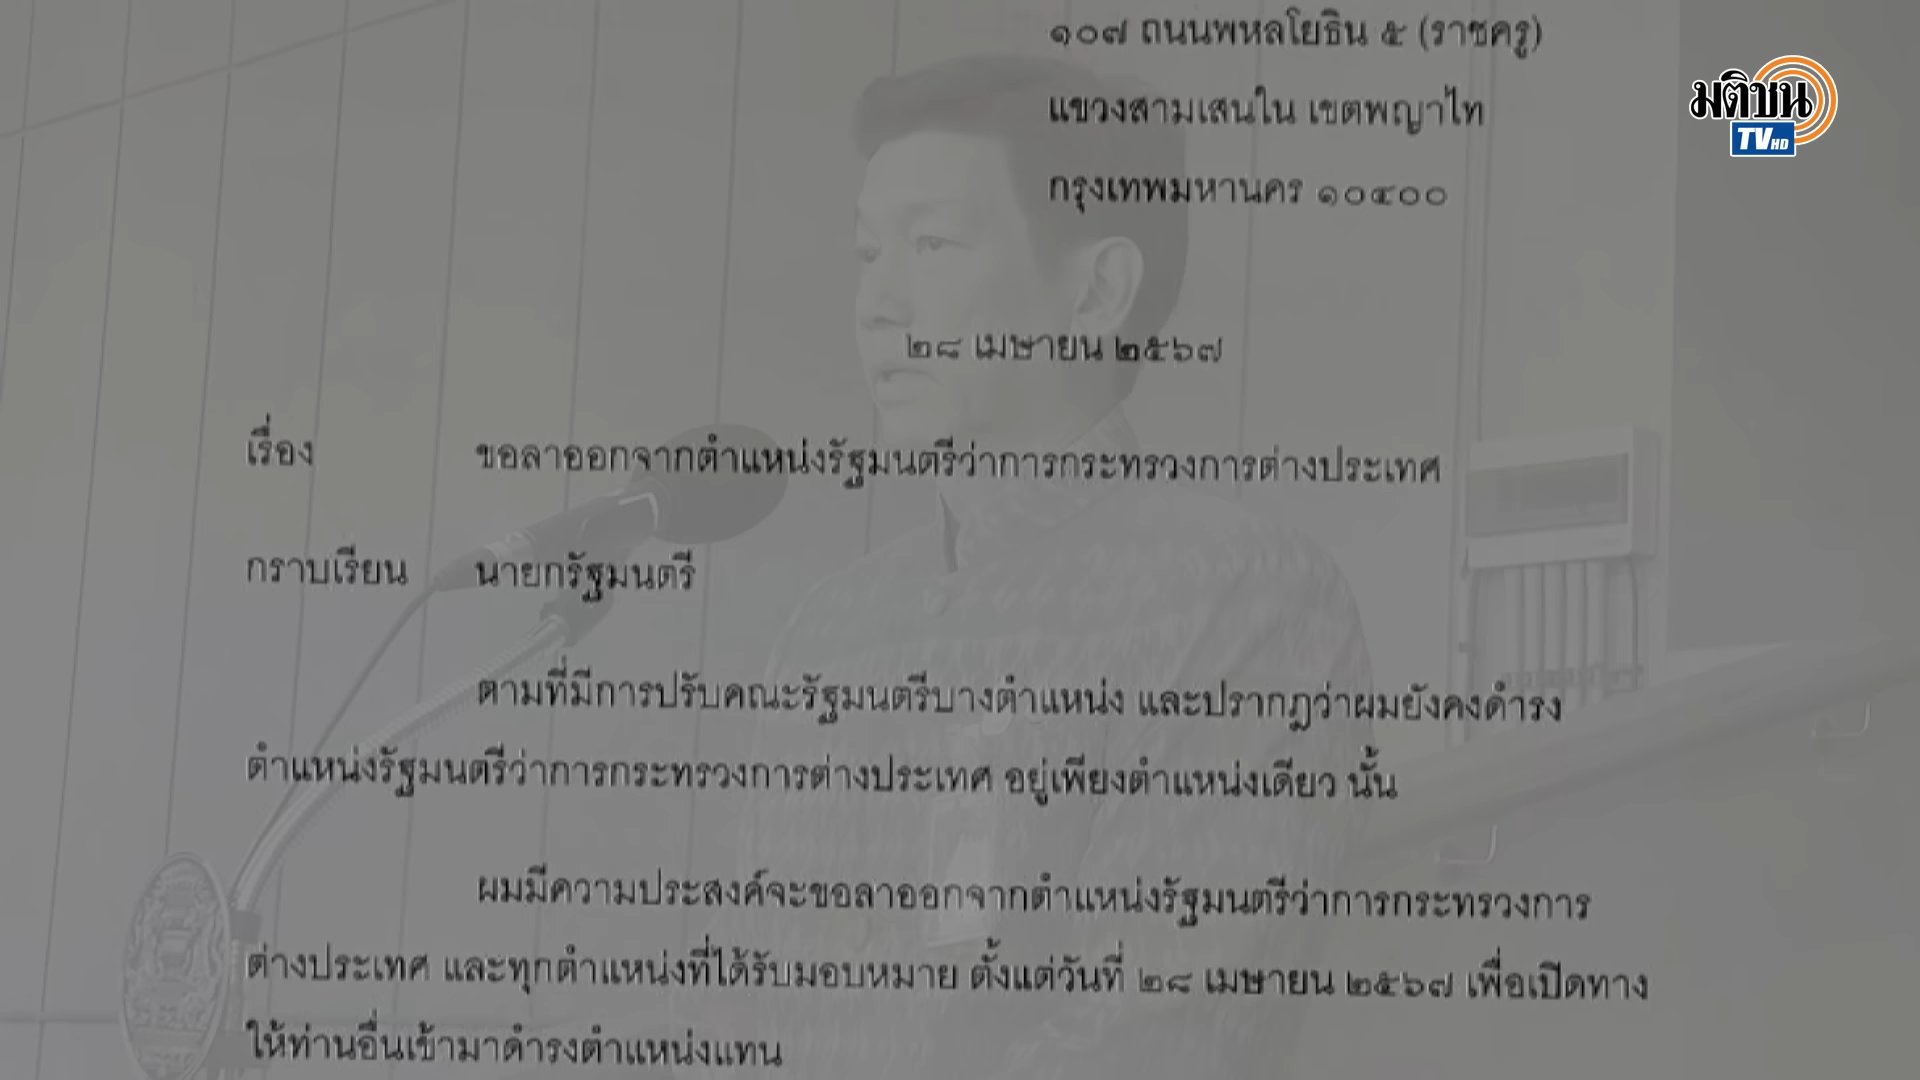 ๑๐๗ ถนนพหลโยธิน ๕ (ราชครู)
แขวงสามเสนใน เขตพญาไท
กรุงเทพมหานคร ๑๐๔๐๐
มติชน
TV HD
๒๘ เมษายน ๒๕๖๗
เรื่อง ขอลาออกจากตำแหน่งรัฐมนตรีว่าการกระทรวงการต่างประเทศ
กราบเรียน นายกรัฐมนตรี
ตามที่มีการปรับคณะรัฐมนตรีบางตำแหน่ง และปรากฏว่าผมยังคงดำรง
ตำแหน่งรัฐมนตรีว่าการกระทรวงการต่างประเทศ อยู่เพียงตำแหน่งเดียว นั้น
ผมมีความประสงค์จะขอลาออกจากตำแหน่งรัฐมนตรีว่าการกระทรวงการ
ต่างประเทศ และทุกตำแหน่งที่ได้รับมอบหมาย ตั้งแต่วันที่ ๒๘ เมษายน ๒๕๖๗ เพื่อเปิดทาง
ให้ท่านอื่นเข้ามาดำรงตำแหน่งแทน